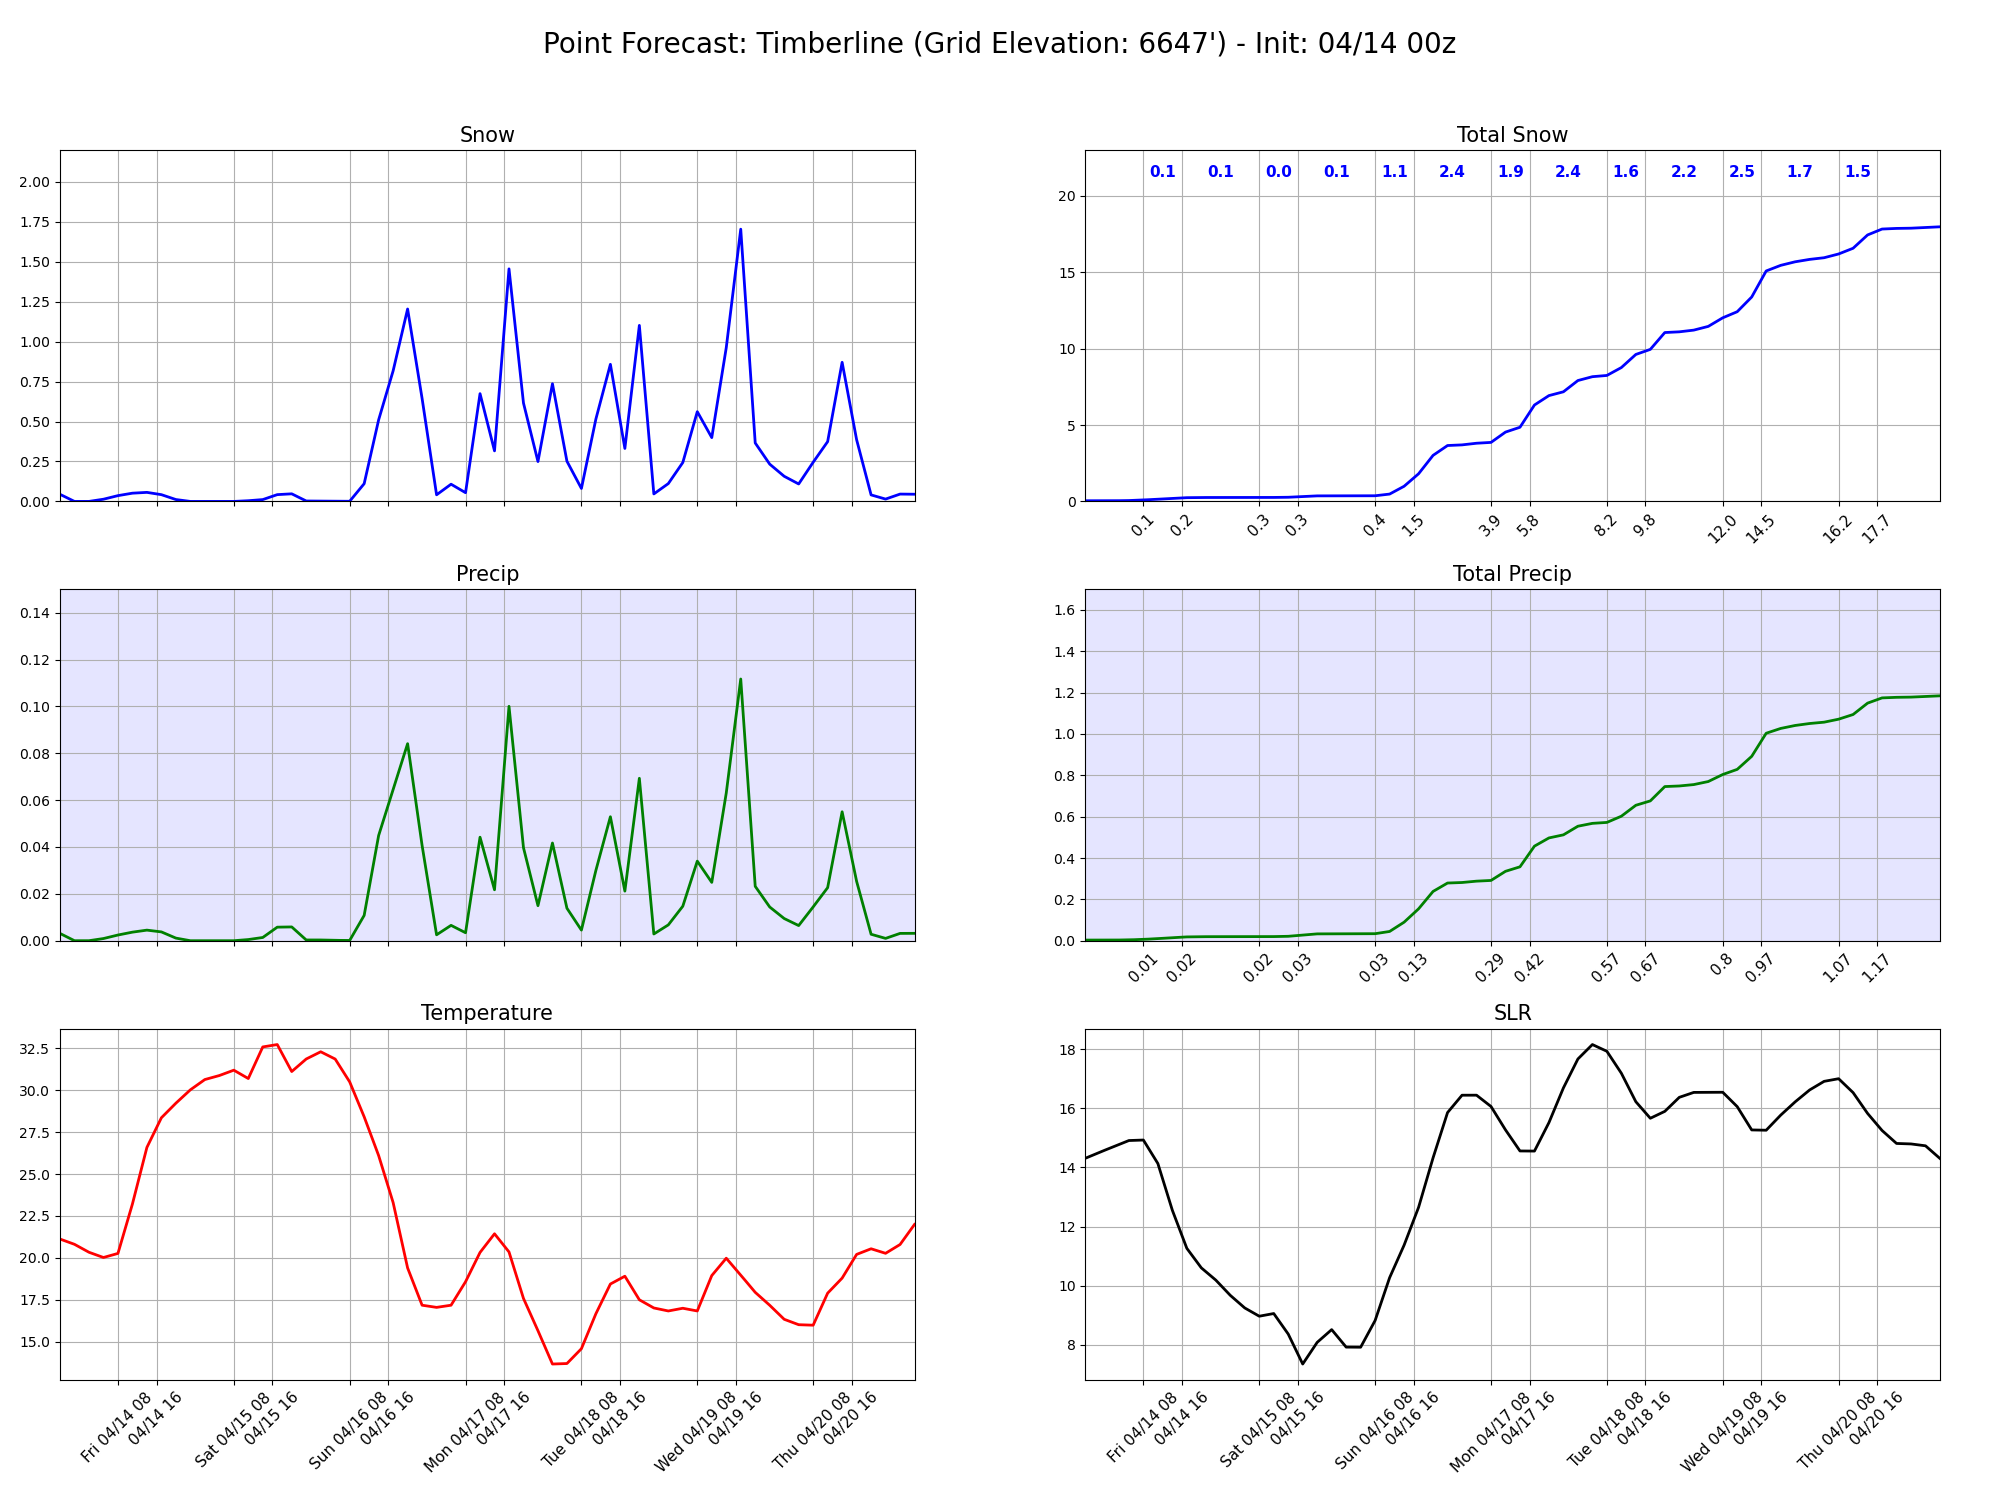 Point Forecast: Timberline (Grid Elevation: 6647') - Init: 04/14 00z
Snow
2.00
1.75
1.50
1.25
1.00
0.75
0.50
0.25
0.00
Total Snow
0.1 0.1 0.0 0.1 1.1 2.4 1.9 2.4 1.6 2.2 2.5 1.7 1.5
20
15
10
5
0
0.1 0.2 0.3 0.3 0.4 1.5 3.9 5.8 8.2 9.8 12.0 14.5 16.2 17.7
Precip
0.14
0.12
0.10
0.08
0.06
0.04
0.02
0.00
Total Precip
1.6
1.4
1.2
1.0
0.8
0.6
0.4
0.2
0.0
0.01 0.02 0.02 0.03 0.03 0.13 0.29 0.42 0.57 0.67 0.8 0.97 1.07 1.17
Temperature
32.5
30.0
27.5
25.0
22.5
20.0
17.5
15.0
Fri 04/14 08
04/14 16
Sat 04/15 08
04/15 16
Sun 04/16 08
04/16 16
Mon 04/17 08
04/17 16
Tue 04/18 08
04/18 16
Wed 04/19 08
04/19 16
Thu 04/20 08
04/20 16
SLR
18
16
14
12
10
8
Fri 04/14 08
04/14 16
Sat 04/15 08
04/15 16
Sun 04/16 08
04/16 16
Mon 04/17 08
04/17 16
Tue 04/18 08
04/18 16
Wed 04/19 08
04/19 16
Thu 04/20 08
04/20 16